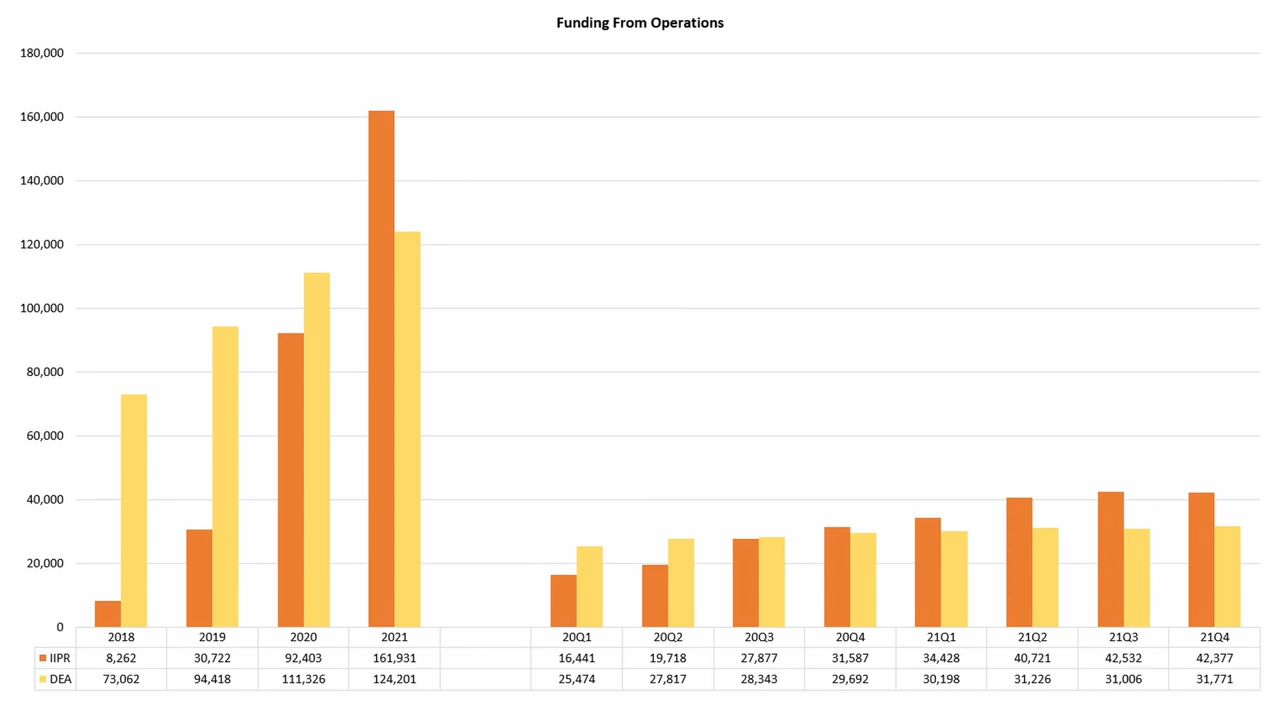 Funding From Operations
180,000
160,000
140,000
120,000
100,000
80,000
60,000
40,000
20,000
0
2018 2019 2020 2021 20Q1 20Q2 20Q3 20Q4 21Q1 21Q2 21Q3 21Q4
IIPR 8,262 30,722 92,403 161,931 16,441 19,718 27,877 31,587 34,428 40,721 42,532 42,377
DEA 73,062 94,418 111,326 124,201 25,474 27,817 28,343 29,692 30,198 31,226 31,006 31,771